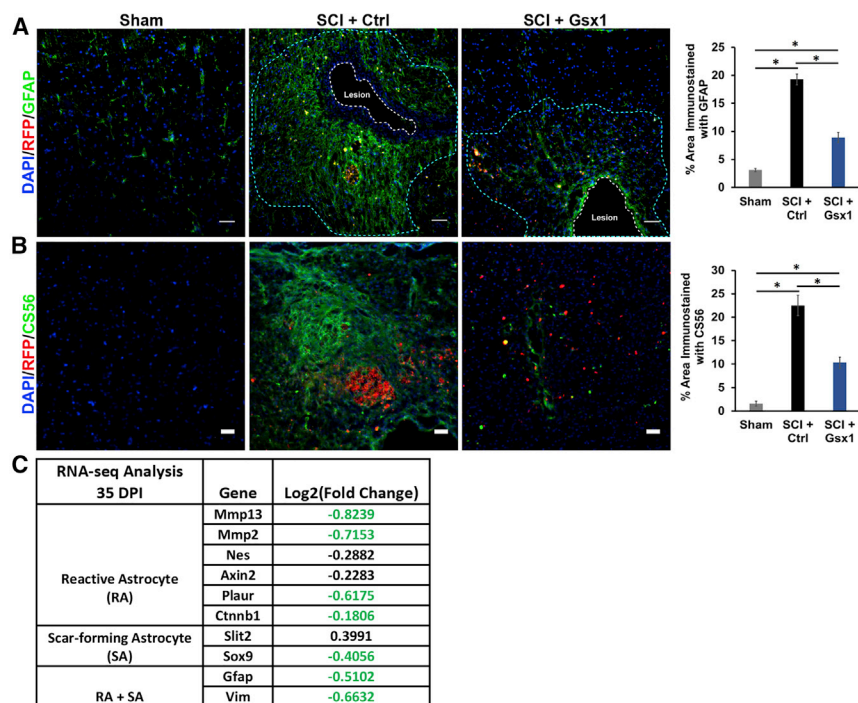 A
Sham
SCI + Ctrl
SCI + Gsx1
DAPI/RFP/GFAP
Lesion
Lesion
% Area Immunostained
with GFAP
25
20
15
10
5
0
*
* *
Sham SCI + SCI +
Ctrl Gsx1
B
DAPI/RFP/CS56
% Area Immunostained
with CS56
30
25
20
15
10
5
0
*
* *
Sham SCI + SCI +
Ctrl Gsx1
C
RNA-seq Analysis
35 DPI
Gene Log2(Fold Change)
Reactive Astrocyte
(RA)
Mmp13 -0.8239
Mmp2 -0.7153
Nes -0.2882
Axin2 -0.2283
Plaur -0.6175
Ctnnb1 -0.1806
Scar-forming Astrocyte
(SA)
Slit2 0.3991
Sox9 -0.4056
RA + SA
Gfap -0.5102
Vim -0.6632